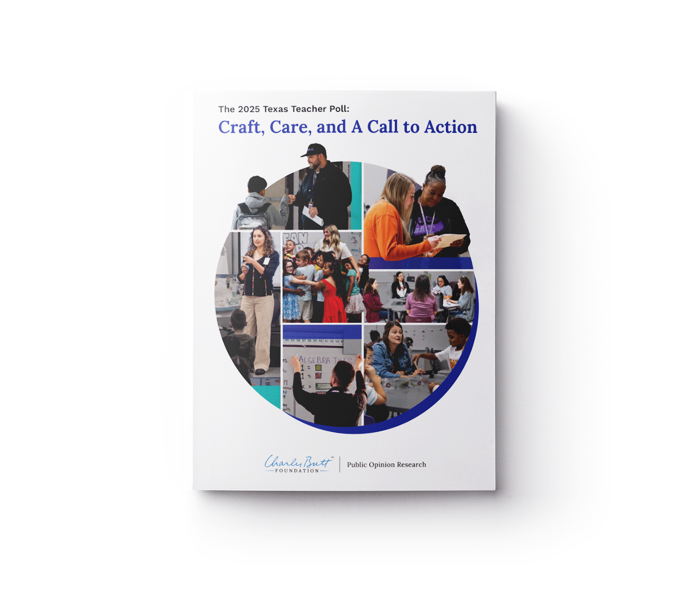 The 2025 Texas Teacher Poll:
Craft, Care, and A Call to Action
ALGEBRA
Charles Butt
FOUNDATION
Public Opinion Research